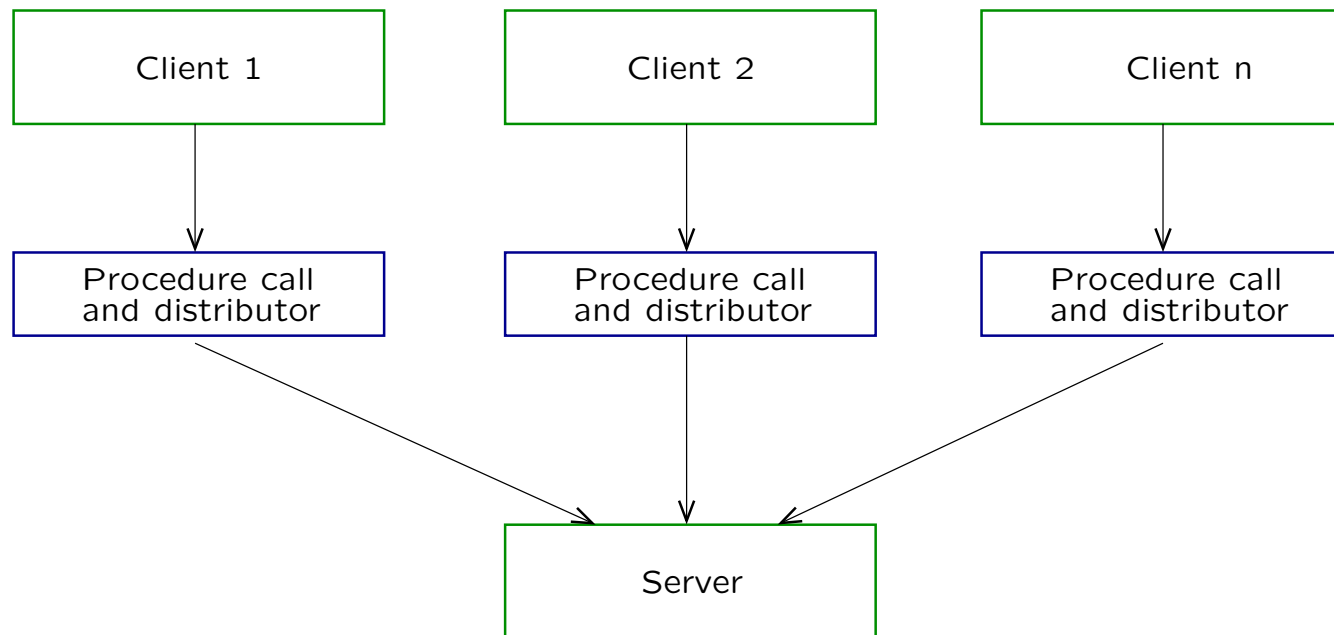 Client 1
Client 2
Client n
Procedure call
and distributor
Procedure call
and distributor
Procedure call
and distributor
Server